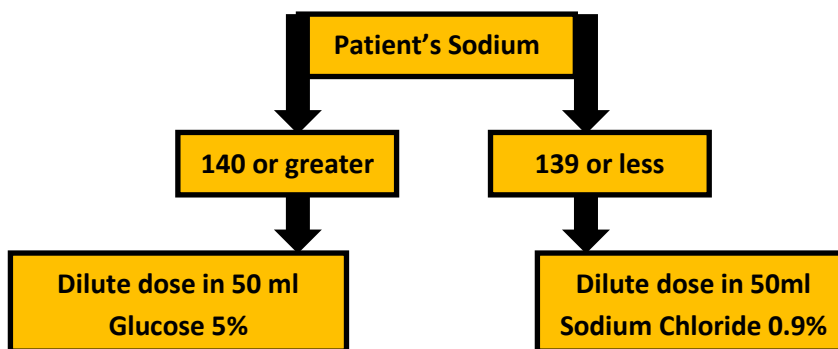 Patient’s Sodium
140 or greater
139 or less
Dilute dose in 50 ml
Glucose 5%
Dilute dose in 50ml
Sodium Chloride 0.9%